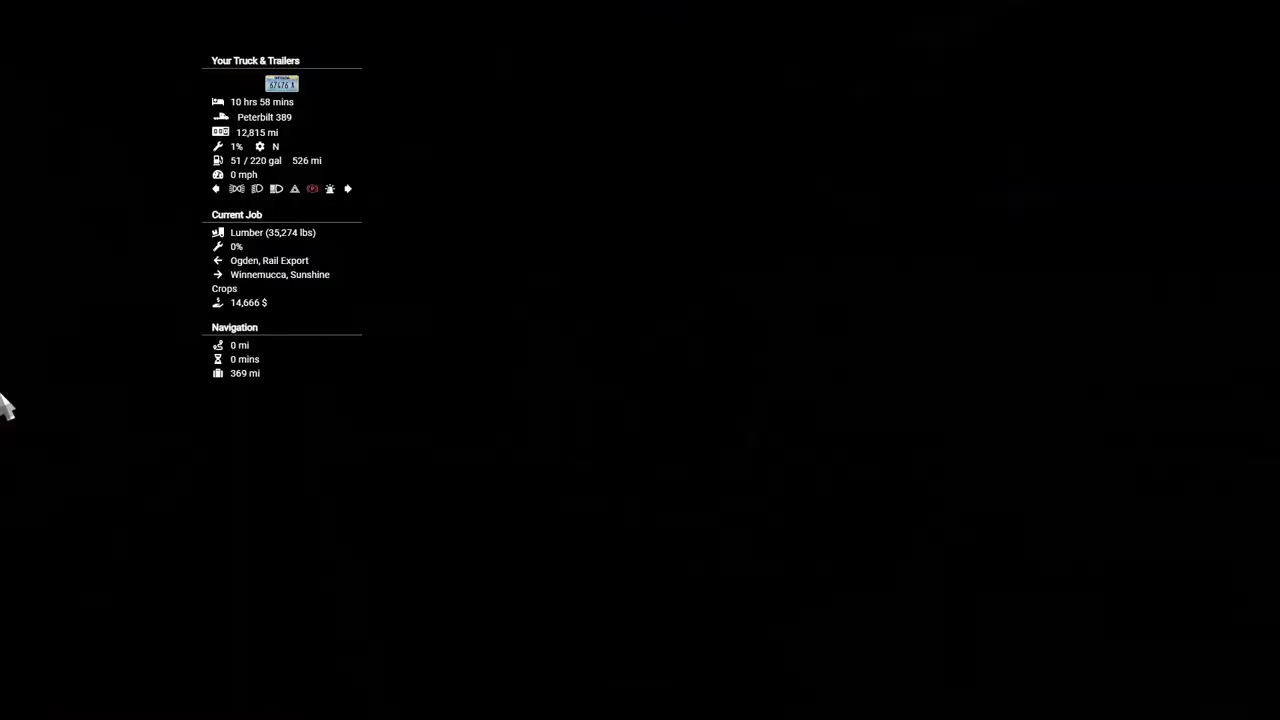 Your Truck & Trailers
67476 A
10 hrs 58 mins
Peterbilt 389
12,815 mi
1% N
51 / 220 gal 526 mi
0 mph
Current Job
Lumber (35,274 lbs)
0%
Ogden, Rail Export
Winnemucca, Sunshine
Crops
14,666 $
Navigation
0 mi
0 mins
369 mi